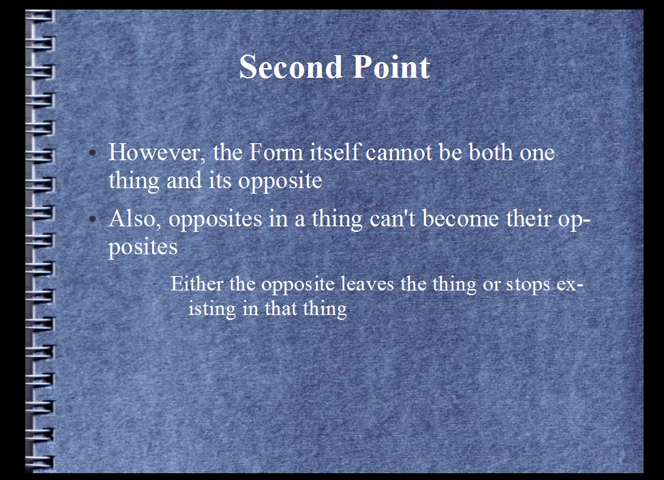 Second Point
• However, the Form itself cannot be both one
thing and its opposite
• Also, opposites in a thing can't become their op-
posites
Either the opposite leaves the thing or stops ex-
isting in that thing